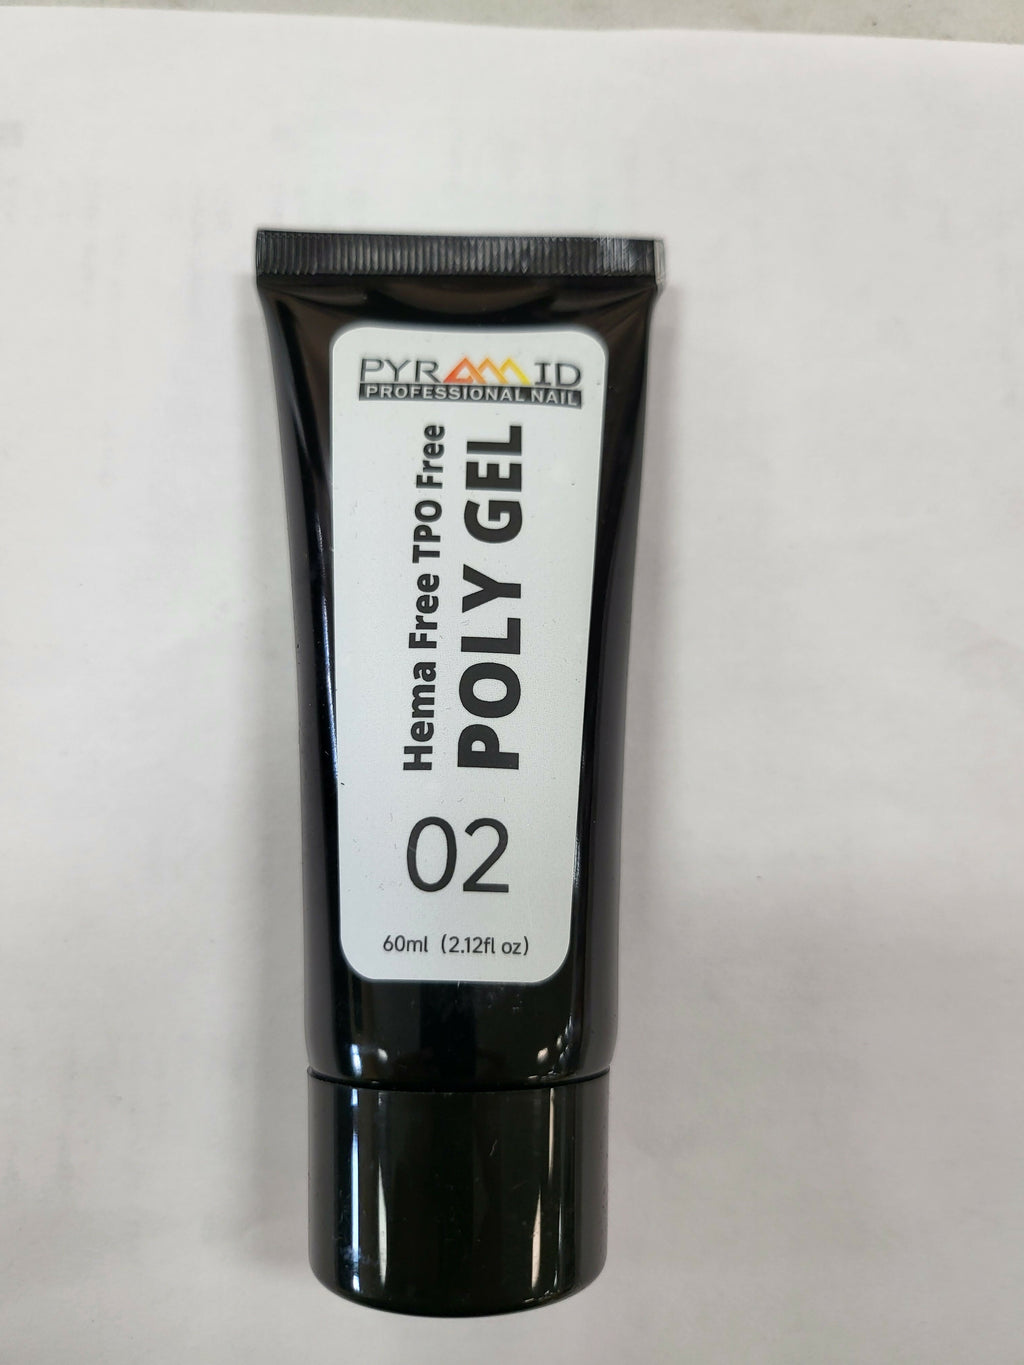 PYRAMID
PROFESSIONAL NAIL
Hema Free TPO Free
POLY GEL
02
60ml (2.12fl oz)